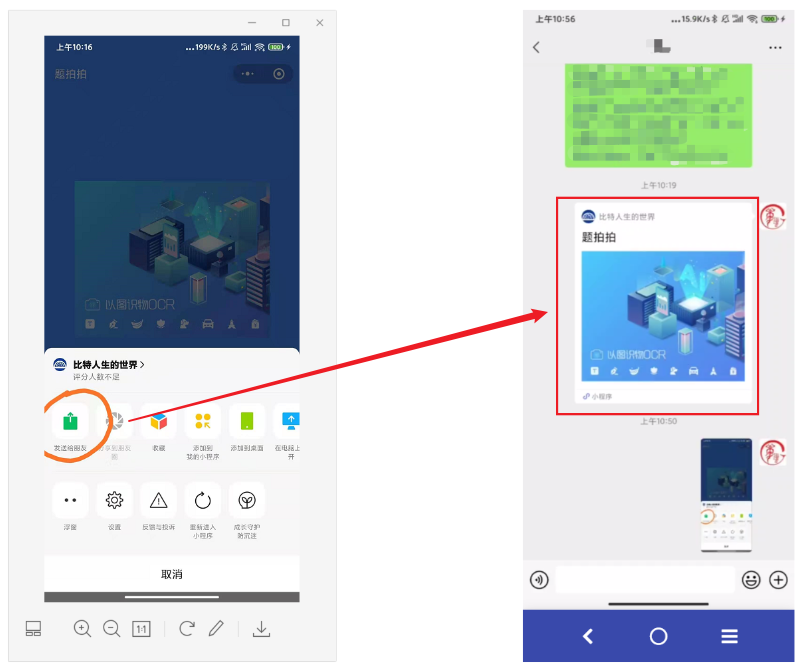 上午10:16
...199K/s
100
题拍拍
以图识物OCR
比特人生的世界
评分人数不足
发送给朋友
分享到朋友圈
收藏
添加到
我的小程序
添加到桌面
在电脑上
开
浮窗
设置
反馈与投诉
重新进入
小程序
成长守护
防沉迷
取消
1:1
上午10:56
...15.9K/s
100
上午10:19
比特人生的世界
题拍拍
以图识物OCR
小程序
上午10:50